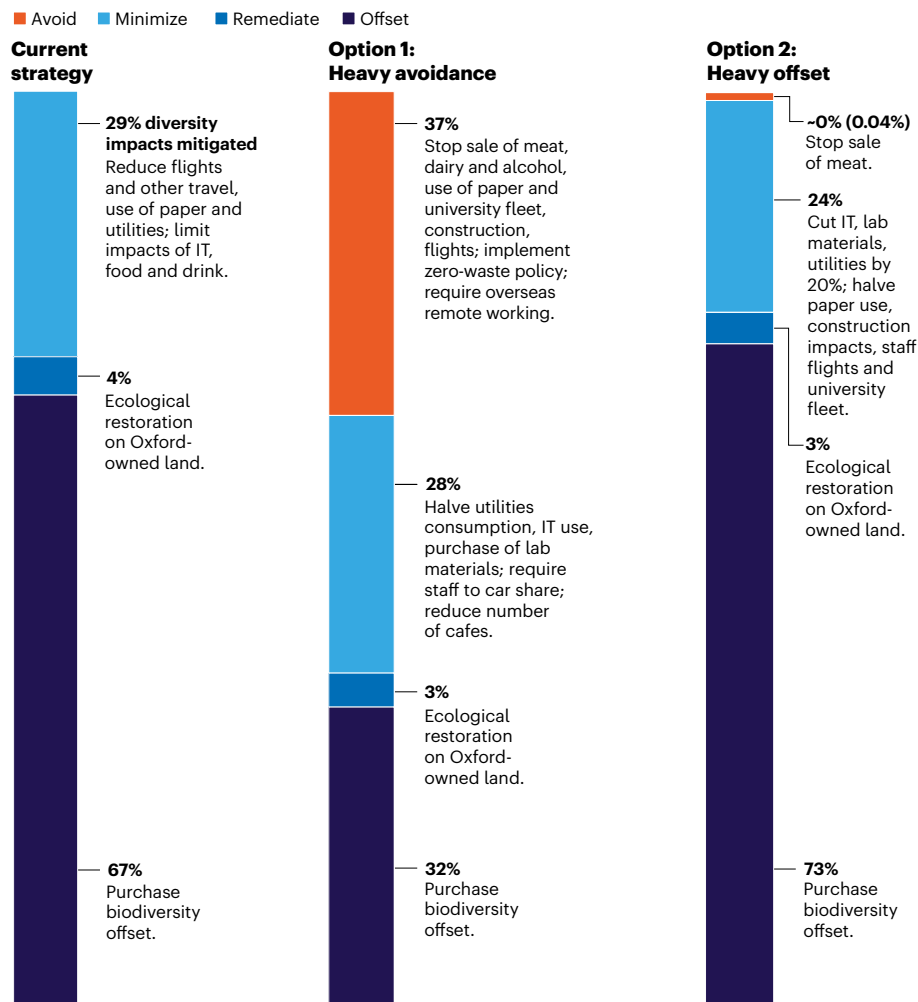 Avoid Minimize Remediate Offset
Current
strategy
29% diversity
impacts mitigated
Reduce flights
and other travel,
use of paper and
utilities; limit
impacts of IT,
food and drink.
4%
Ecological
restoration
on Oxford-
owned land.
67%
Purchase
biodiversity
offset.
Option 1:
Heavy avoidance
37%
Stop sale of meat,
dairy and alcohol,
use of paper and
university fleet,
construction,
flights; implement
zero-waste policy;
require overseas
remote working.
28%
Halve utilities
consumption, IT use,
purchase of lab
materials; require
staff to car share;
reduce number
of cafes.
3%
Ecological
restoration
on Oxford-
owned land.
32%
Purchase
biodiversity
offset.
Option 2:
Heavy offset
~0% (0.04%)
Stop sale
of meat.
24%
Cut IT, lab
materials,
utilities by
20%; halve
paper use,
construction
impacts, staff
flights and
university
fleet.
3%
Ecological
restoration
on Oxford-
owned land.
73%
Purchase
biodiversity
offset.